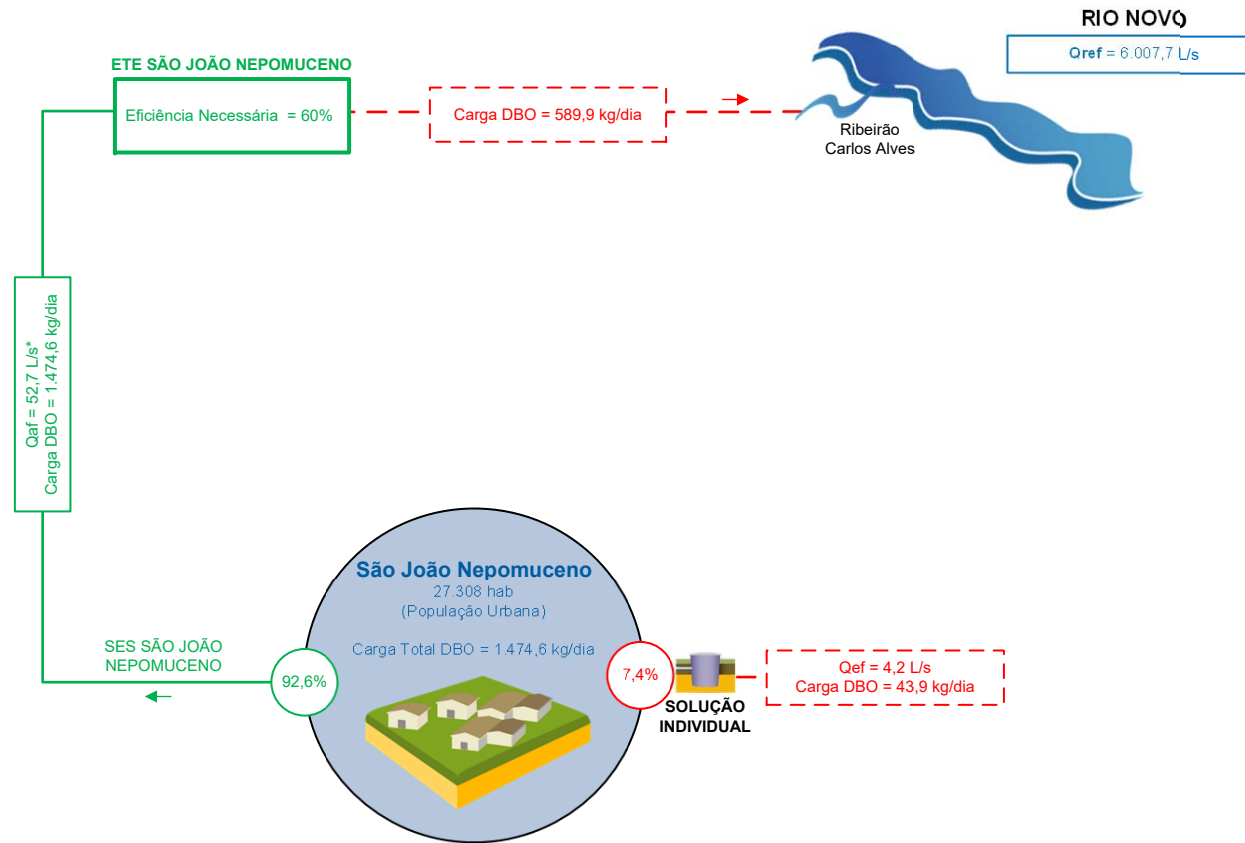 RIO NOVO
Qref = 6.007,7 L/s
ETE SÃO JOÃO NEPOMUCENO
Eficiência Necessária = 60%
Carga DBO = 589,9 kg/dia
Ribeirão
Carlos Alves
Qaf = 52,7 L/s*
Carga DBO = 1.474,6 kg/dia
São João Nepomuceno
27.308 hab
(População Urbana)
Carga Total DBO = 1.474,6 kg/dia
SES SÃO JOÃO
NEPOMUCENO
92,6%
7,4%
SOLUÇÃO
INDIVIDUAL
Qef = 4,2 L/s
Carga DBO = 43,9 kg/dia